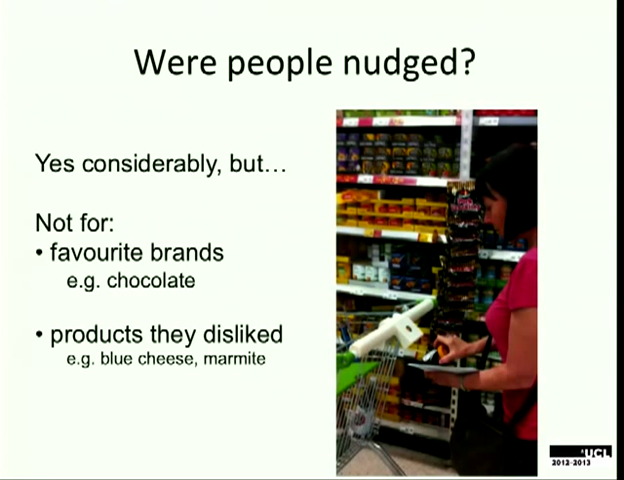 Were people nudged?
Yes considerably, but…
Not for:
• favourite brands
e.g. chocolate
• products they disliked
e.g. blue cheese, marmite
UCL
2012-2013